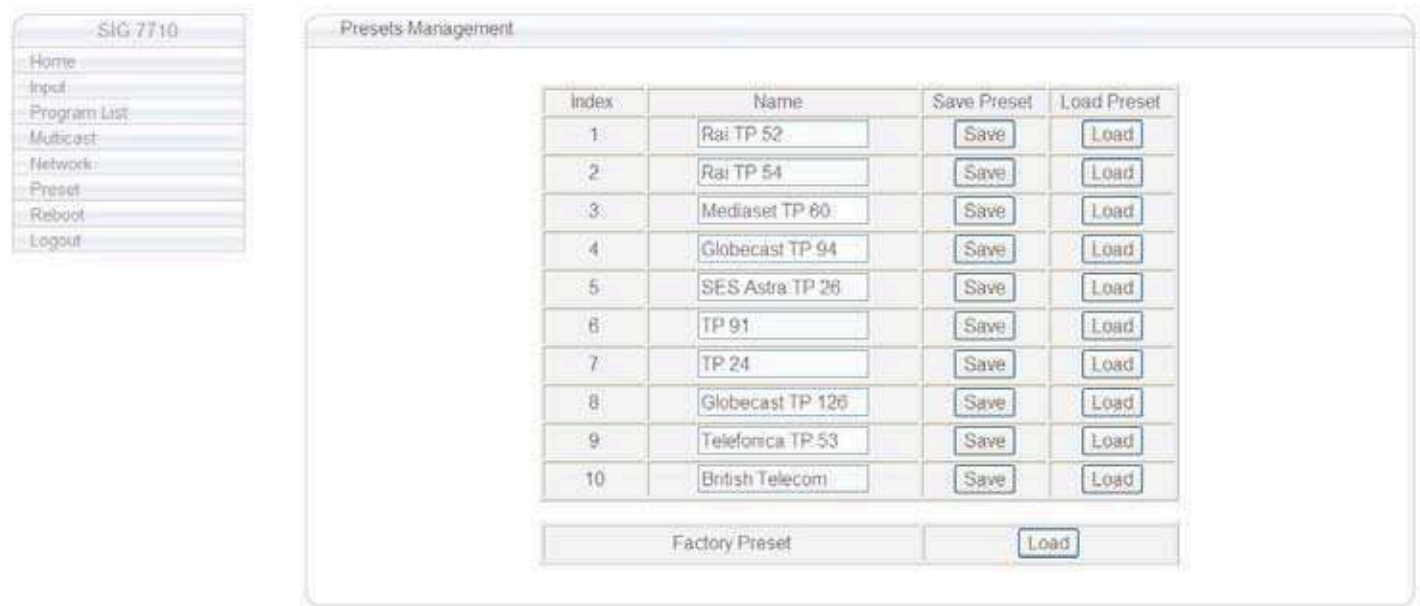 SIG 7710
Home
Input
Program List
Multicast
Network
Preset
Reboot
Logout
Presets Management
Index Name Save Preset Load Preset
1 Rai TP 52 Save Load
2 Rai TP 54 Save Load
3 Mediaset TP 60 Save Load
4 Globecast TP 94 Save Load
5 SES Astra TP 26 Save Load
6 TP 91 Save Load
7 TP 24 Save Load
8 Globecast TP 126 Save Load
9 Telefonica TP 53 Save Load
10 British Telecom Save Load
Factory Preset Load